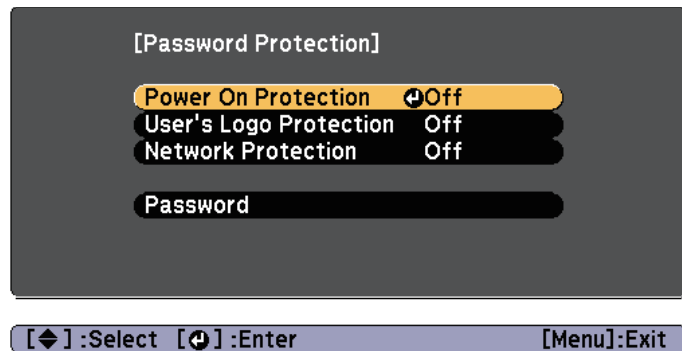 [Password Protection]
Power On Protection Off
User's Logo Protection Off
Network Protection Off
Password
[ ] :Select [ ] :Enter [Menu]:Exit